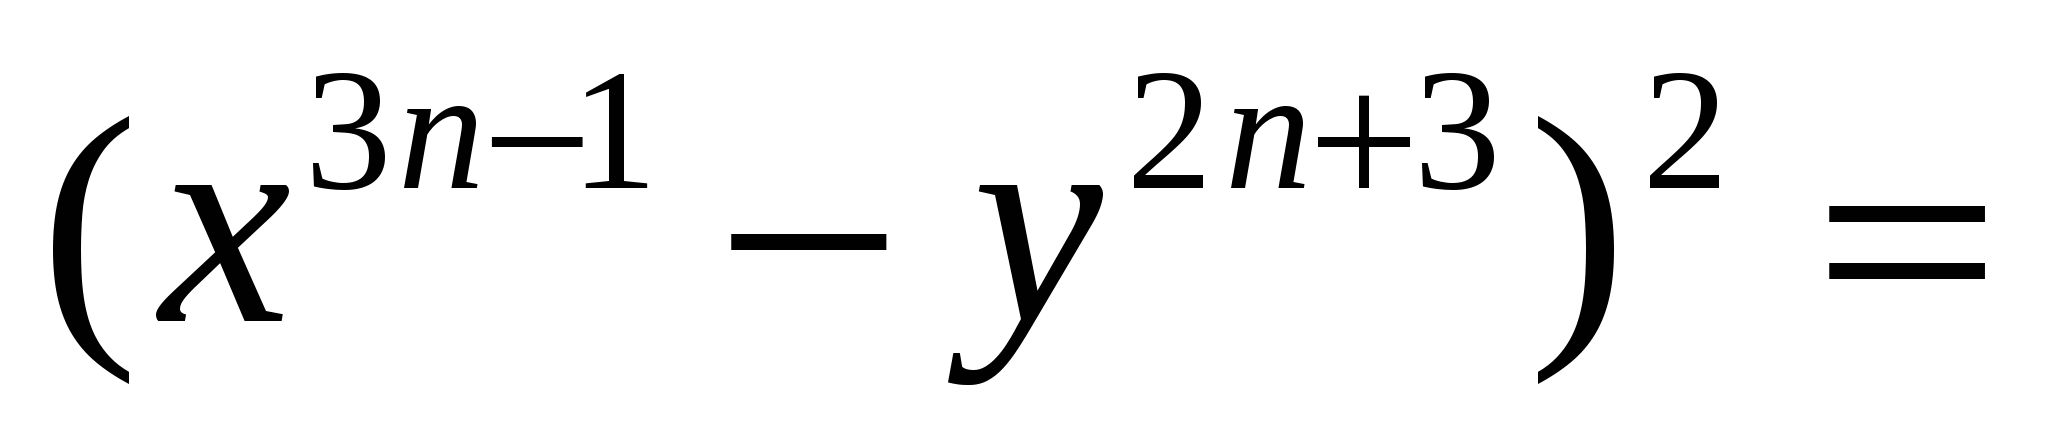 (x^{3n-1} - y^{2n+3})^2 =